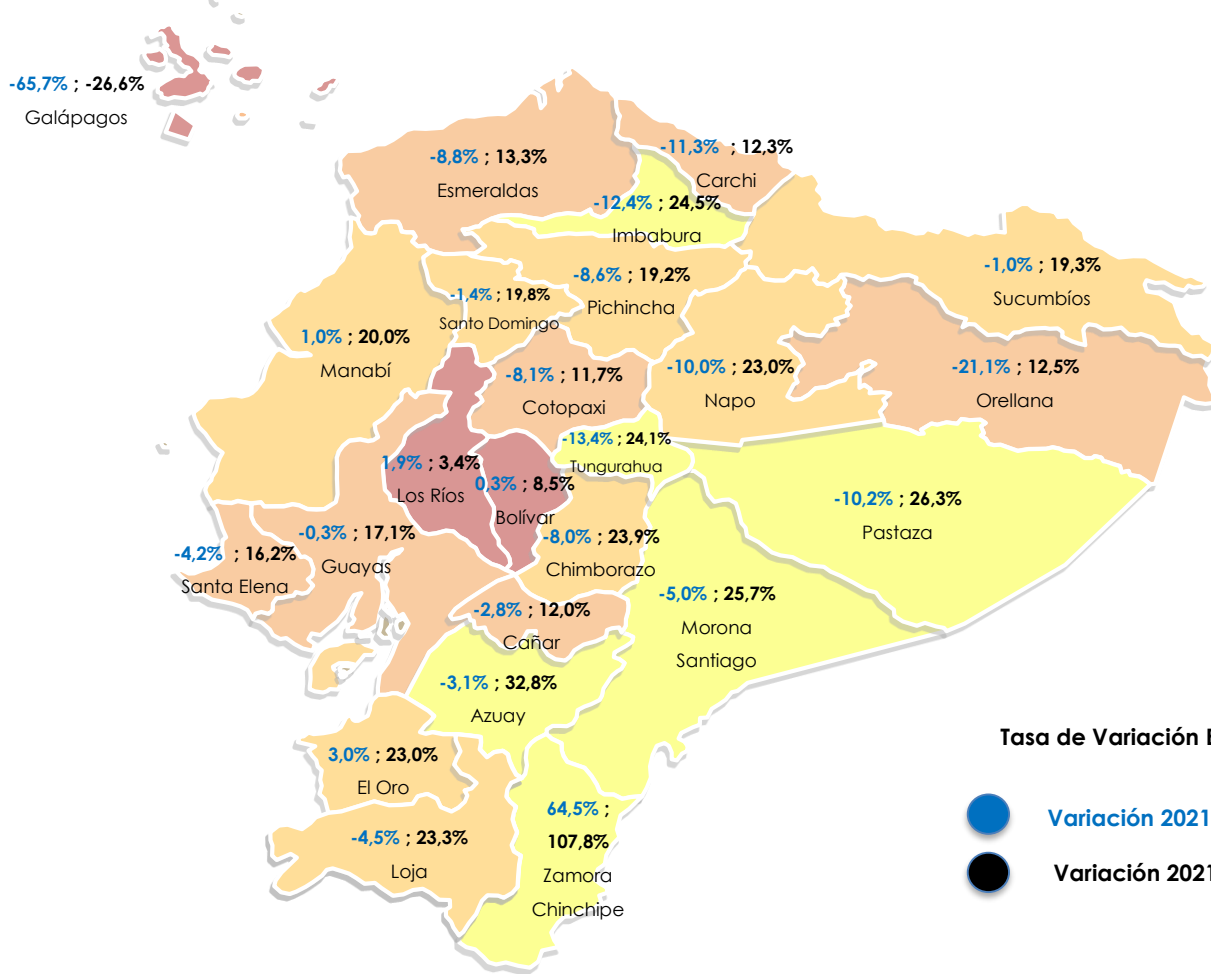 -65,7% ; -26,6%
Galápagos
-8,8% ; 13,3%
Esmeraldas
-11,3% ; 12,3%
Carchi
-12,4% ; 24,5%
Imbabura
-1,0% ; 19,3%
Sucumbíos
-8,6% ; 19,2%
Pichincha
-1,4% ; 19,8%
Santo Domingo
1,0% ; 20,0%
Manabí
-8,1% ; 11,7%
Cotopaxi
-10,0% ; 23,0%
Napo
-21,1% ; 12,5%
Orellana
-13,4% ; 24,1%
Tungurahua
1,9% ; 3,4%
Los Ríos
0,3% ; 8,5%
Bolívar
-10,2% ; 26,3%
Pastaza
-0,3% ; 17,1%
Guayas
-4,2% ; 16,2%
Santa Elena
-8,0% ; 23,9%
Chimborazo
-5,0% ; 25,7%
Morona
Santiago
-2,8% ; 12,0%
Cañar
-3,1% ; 32,8%
Azuay
3,0% ; 23,0%
El Oro
-4,5% ; 23,3%
Loja
64,5% ;
107,8%
Zamora
Chinchipe
Tasa de Variación
Variación 2021
Variación 2021